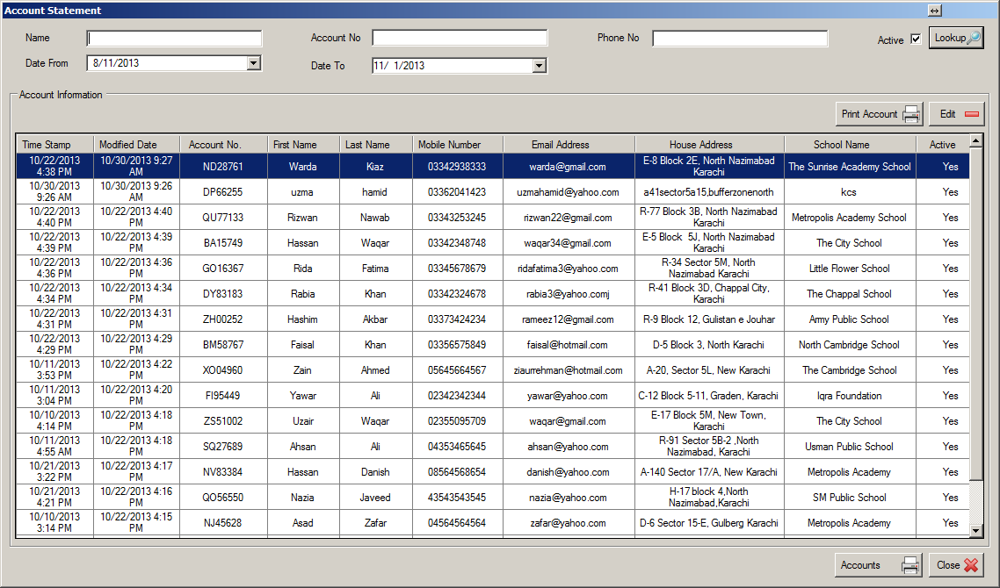 Account Statement
Name Account No Phone No Active Lookup
Date From 8/11/2013 Date To 11/ 1/2013
Account Information
Print Account Edit
Time Stamp Modified Date Account No. First Name Last Name Mobile Number Email Address House Address School Name Active
10/22/2013 4:38 PM 10/30/2013 9:27 AM ND28761 Warda Kiaz 03342938333 warda@gmail.com E-8 Block 2E, North Nazimabad Karachi The Sunrise Academy School Yes
10/30/2013 9:26 AM 10/30/2013 9:26 AM DP66255 uzma hamid 03362041423 uzmahamid@yahoo.com a41sector5a15,bufferzonenorth kcs Yes
10/22/2013 4:40 PM 10/22/2013 4:40 PM QU77133 Rizwan Nawab 03343253245 rizwan22@gmail.com R-77 Block 3B, North Nazimabad Karachi Metropolis Academy School Yes
10/22/2013 4:39 PM 10/22/2013 4:39 PM BA15749 Hassan Waqar 03342348748 waqar34@gmail.com E-5 Block 5J, North Nazimabad Karachi The City School Yes
10/22/2013 4:36 PM 10/22/2013 4:36 PM GO16367 Rida Fatima 03345678679 ridafatima3@yahoo.com R-34 Sector 5M, North Nazimabad Karachi Little Flower School Yes
10/22/2013 4:34 PM 10/22/2013 4:34 PM DY83183 Rabia Khan 03342324678 rabia3@yahoo.comj R-41 Block 3D, Chappal City, Karachi The Chappal School Yes
10/22/2013 4:31 PM 10/22/2013 4:31 PM ZH00252 Hashim Akbar 03373424234 rameez12@gmail.com R-9 Block 12, Gulistan e Jouhar Army Public School Yes
10/22/2013 4:29 PM 10/22/2013 4:29 PM BM58767 Faisal Khan 03356575849 faisal@hotmail.com D-5 Block 3, North Karachi North Cambridge School Yes
10/11/2013 3:53 PM 10/22/2013 4:22 PM XO04960 Zain Ahmed 05645664567 ziaurrehman@hotmail.com A-20, Sector 5L, New Karachi The Cambridge School Yes
10/11/2013 3:04 PM 10/22/2013 4:20 PM FI95449 Yawar Ali 02342342344 yawar@yahoo.com C-12 Block 5-11, Graden, Karachi Iqra Foundation Yes
10/10/2013 4:14 PM 10/22/2013 4:18 PM ZS51002 Uzair Waqar 02355095709 waqar@gmail.com E-17 Block 5M, New Town, Karachi The City School Yes
10/11/2013 4:55 AM 10/22/2013 4:18 PM SQ27689 Ahsan Ali 04353465645 ahsan@yahoo.com R-91 Sector 5B-2 ,North Nazimabad, Karachi Usman Public School Yes
10/21/2013 3:22 PM 10/22/2013 4:17 PM NV83384 Hassan Danish 08564568654 danish@yahoo.com A-140 Sector 17/A, New Karachi Metropolis Academy Yes
10/21/2013 4:21 PM 10/22/2013 4:16 PM QO56550 Nazia Javeed 43543543545 nazia@yahoo.com H-17 block 4,North Nazimabad,Karachi SM Public School Yes
10/10/2013 3:14 PM 10/22/2013 4:15 PM NJ45628 Asad Zafar 04564564564 zafar@yahoo.com D-6 Sector 15-E, Gulberg Karachi Metropolis Academy Yes
Accounts Close